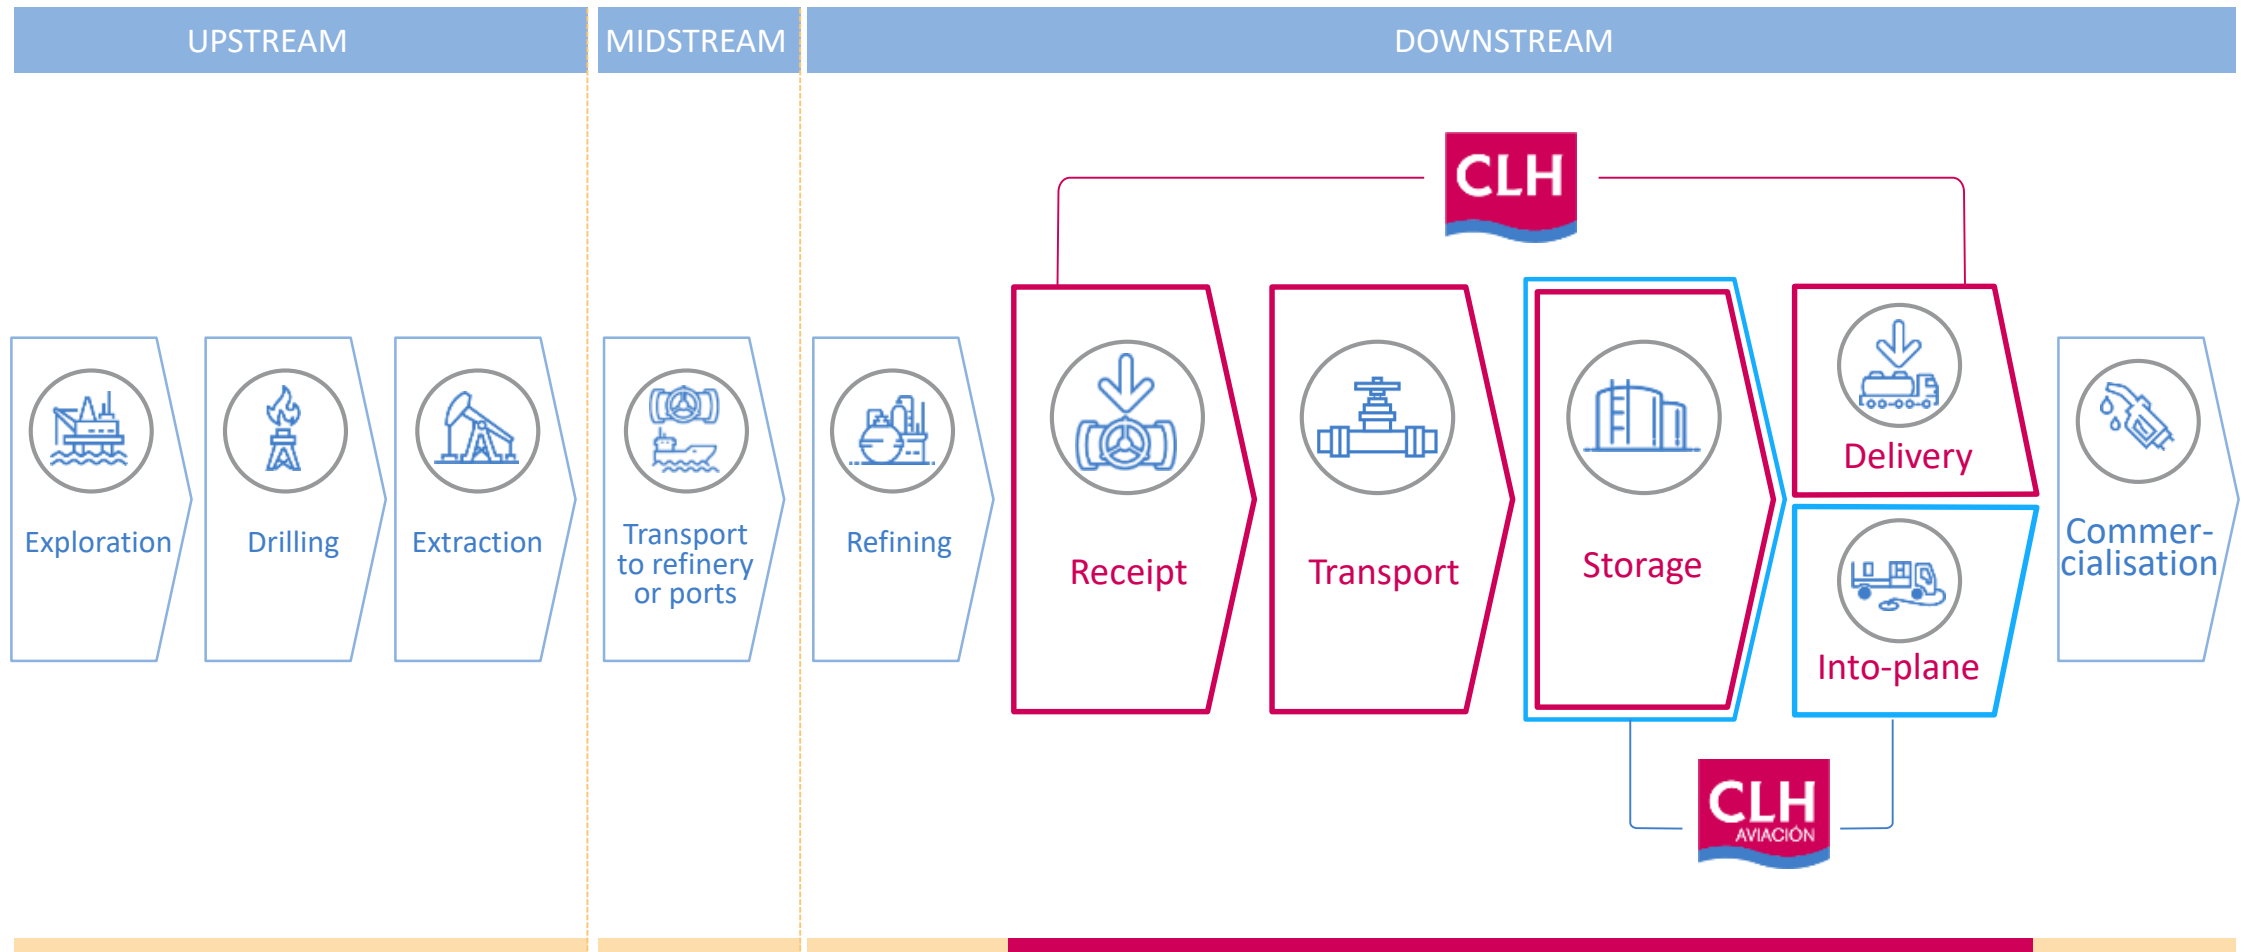 UPSTREAM
MIDSTREAM
DOWNSTREAM
CLH
Exploration
Drilling
Extraction
Transport
to refinery
or ports
Refining
Receipt
Transport
Storage
Delivery
Into-plane
Commer-
cialisation
CLH
AVIACIÓN